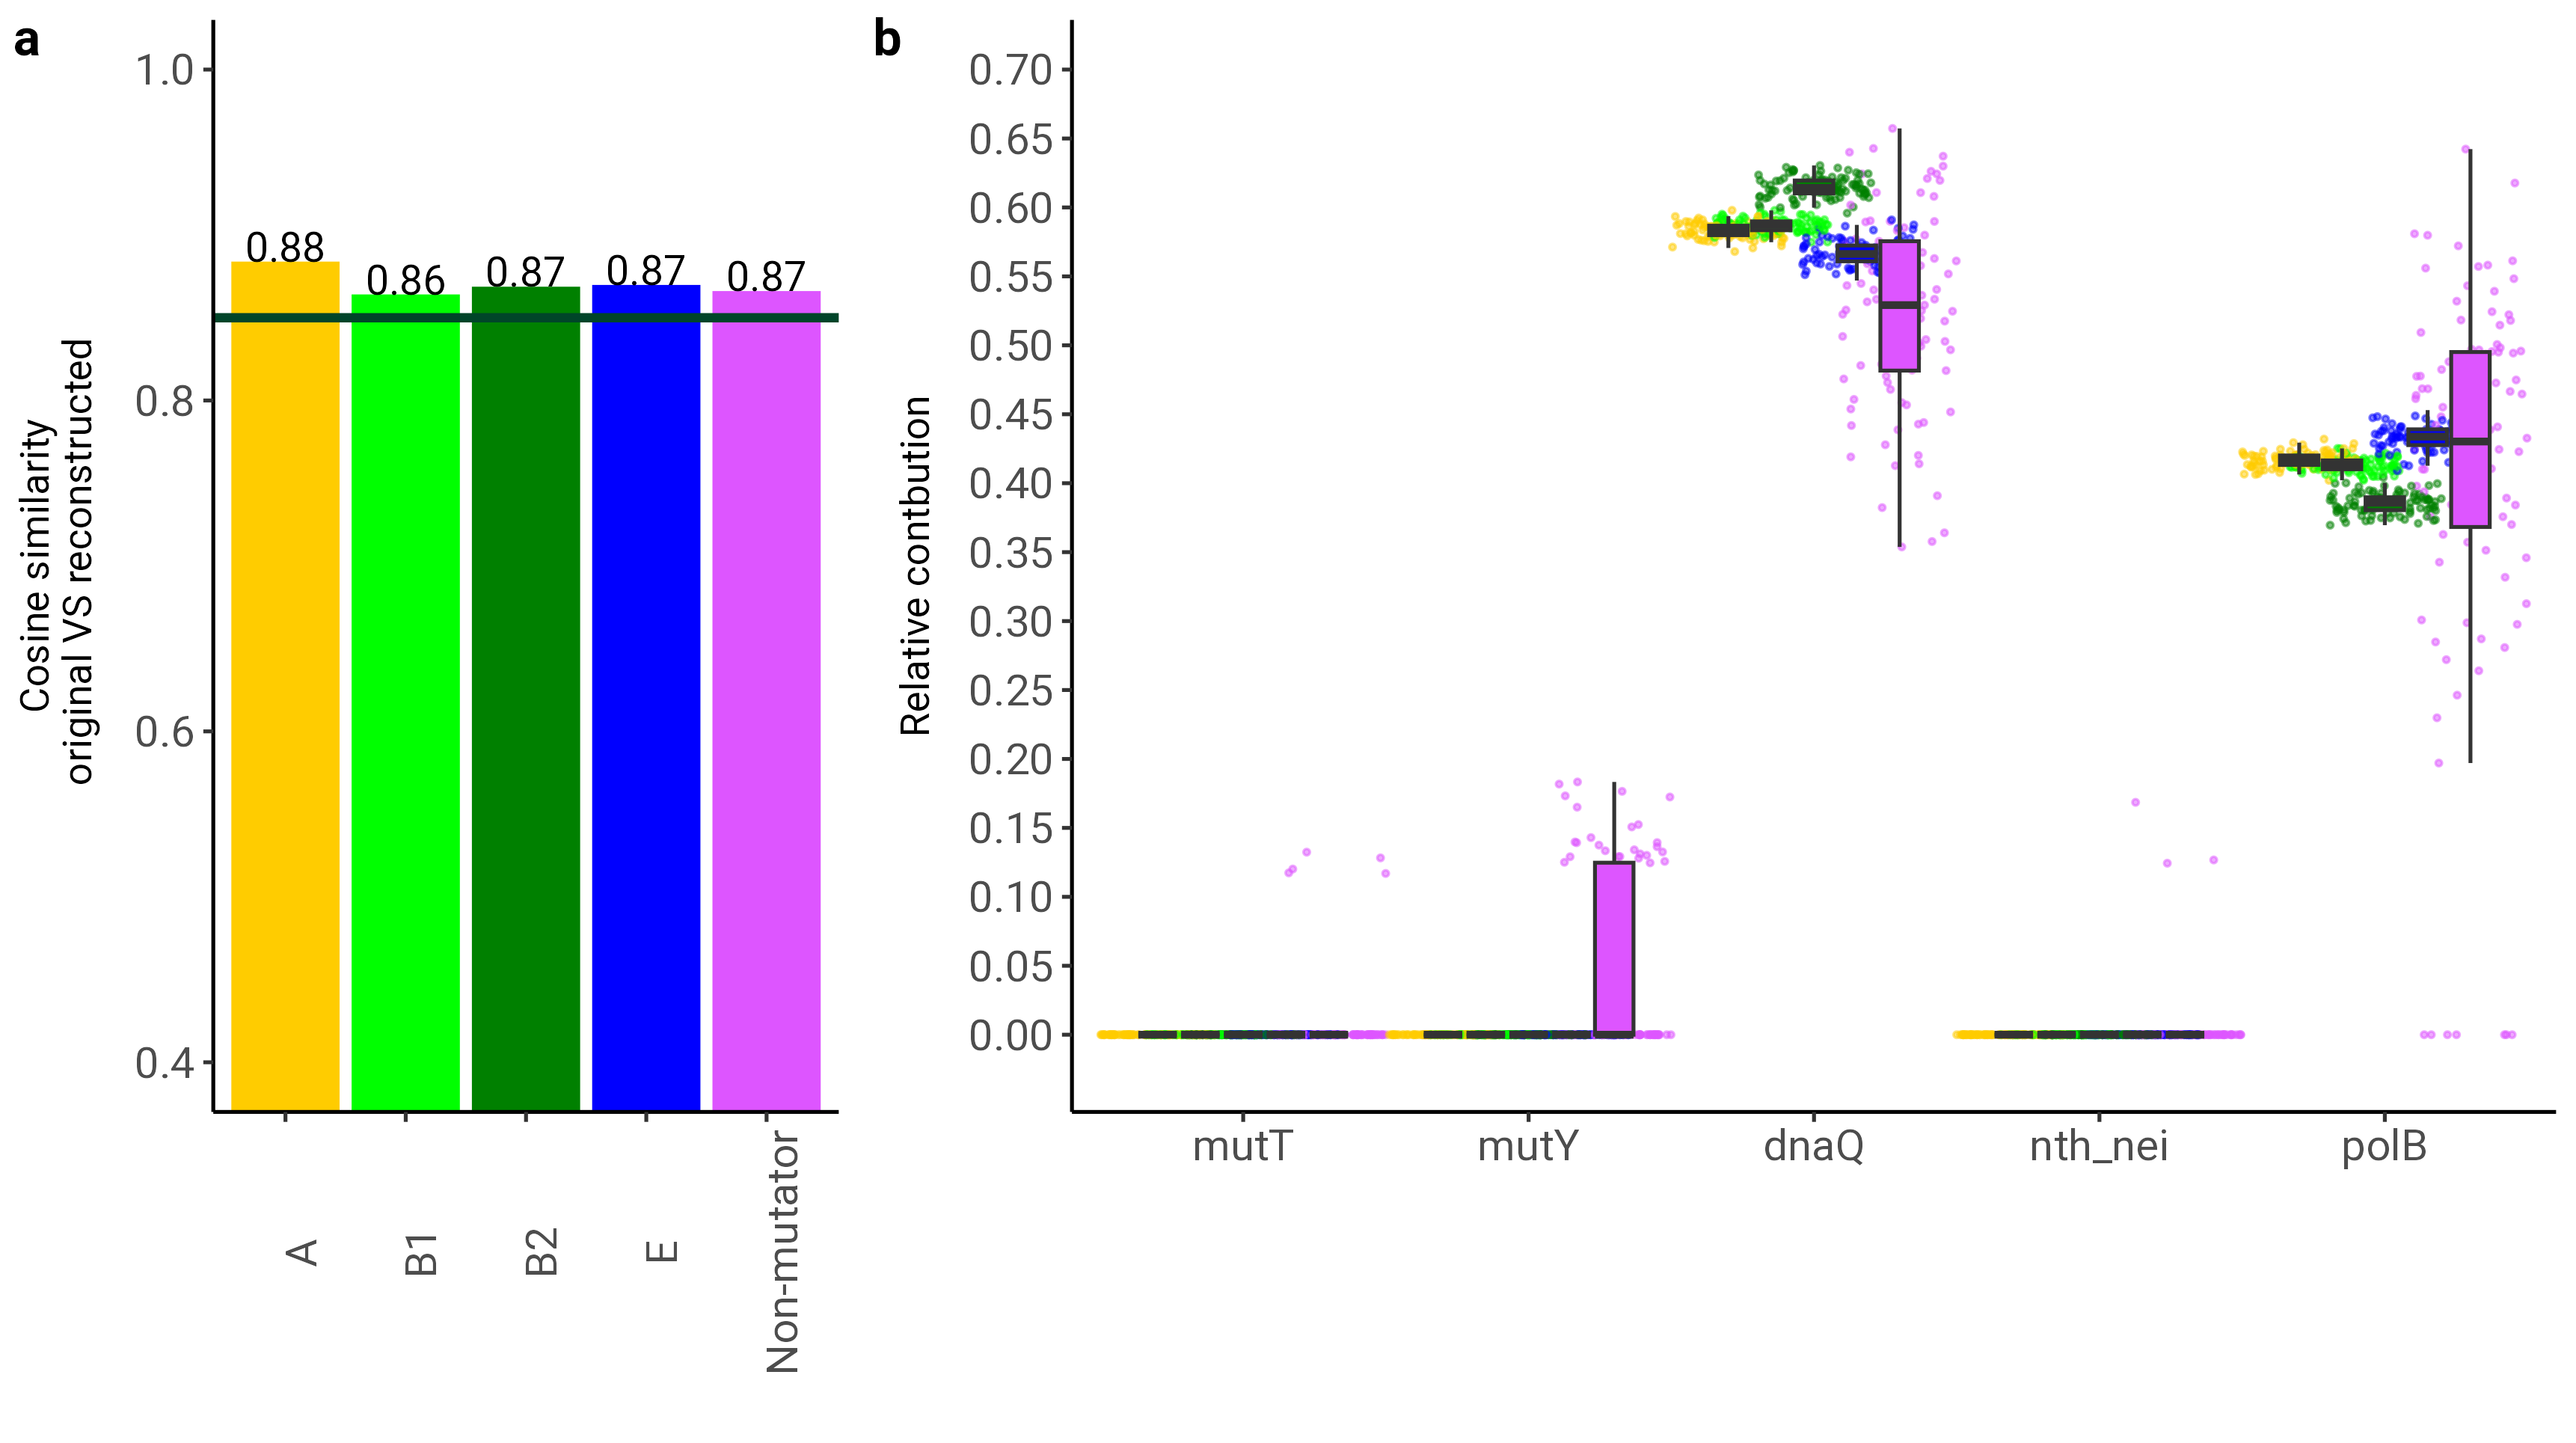 a
1.0
0.8
0.6
0.4
Cosine similarity
original VS reconstructed
0.88
0.86
0.87
0.87
0.87
A
B1
B2
E
Non-mutator
b
0.70
0.65
0.60
0.55
0.50
0.45
0.40
0.35
0.30
0.25
0.20
0.15
0.10
0.05
0.00
Relative contbution
mutT
mutY
dnaQ
nth_nei
polB